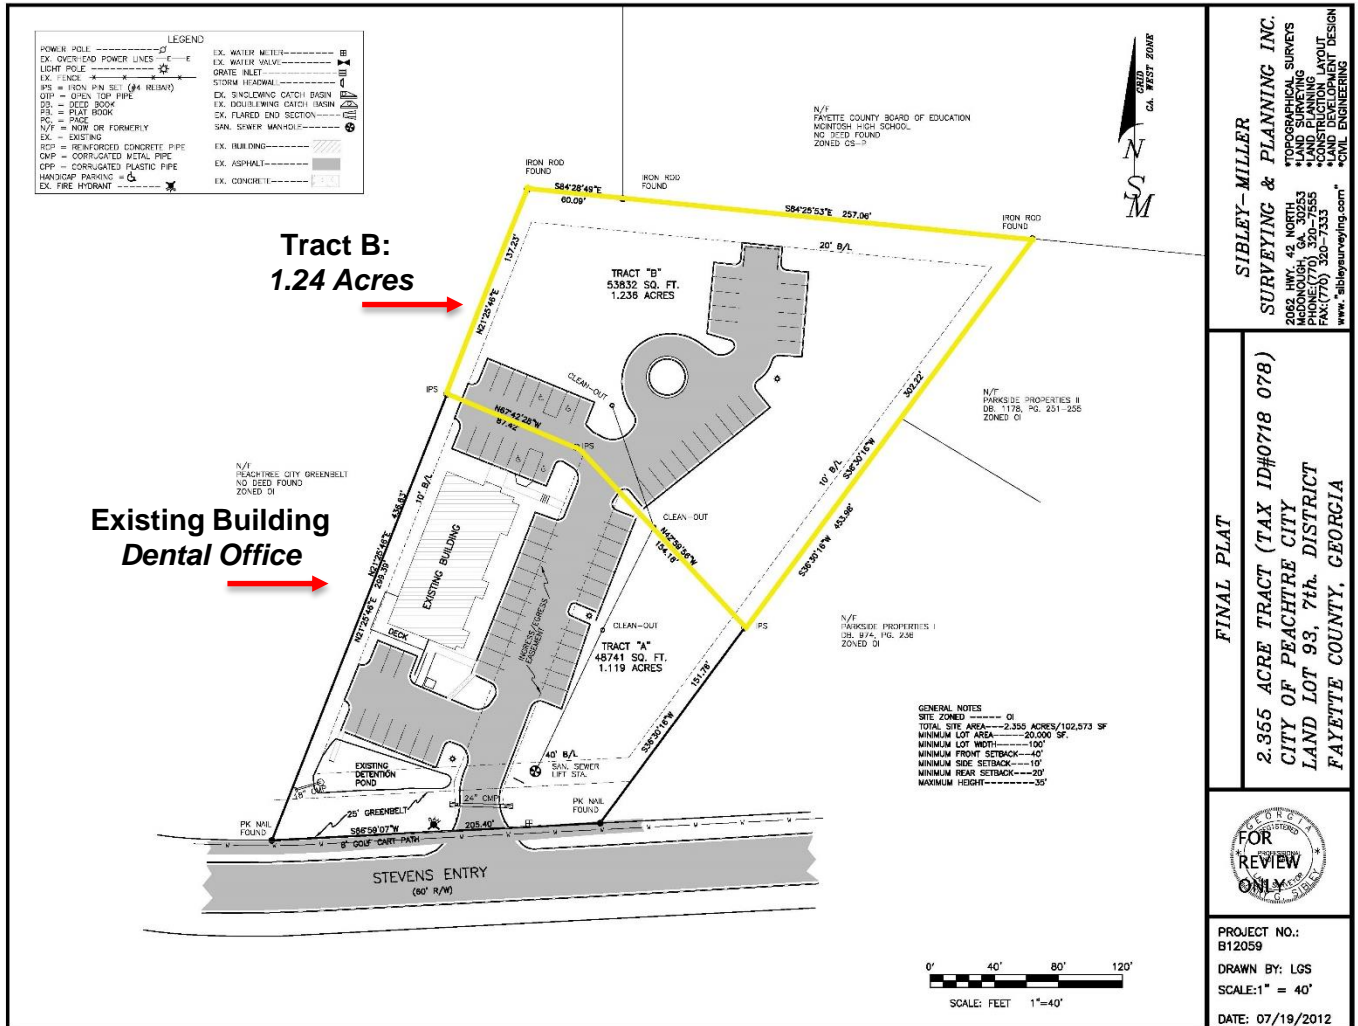 LEGEND
POWER POLE
EX. OVERHEAD POWER LINES —E—E
LIGHT POLE
EX. FENCE
IPS = IRON PIN SET (#4 REBAR)
OTP = OPEN TOP PIPE
DB. = DEED BOOK
PB. = PLAT BOOK
PG. = PAGE
N/F = NOW OR FORMERLY
EX. = EXISTING
RCP = REINFORCED CONCRETE PIPE
CMP = CORRUGATED METAL PIPE
CPP = CORRUGATED PLASTIC PIPE
HANDICAP PARKING =
EX. FIRE HYDRANT
EX. WATER METER
EX. WATER VALVE
GRATE INLET
STORM HEADWALL
EX. SINGLEWING CATCH BASIN
EX. DOUBLEWING CATCH BASIN
EX. FLARED END SECTION
SAN. SEWER MANHOLE
EX. BUILDING
EX. ASPHALT
EX. CONCRETE
N/F
FAYETTE COUNTY BOARD OF EDUCATION
MCINTOSH HIGH SCHOOL
NO DEED FOUND
ZONED OS-P
GRID
GA. WEST ZONE
N
S
M
IRON ROD
FOUND
S84°28'49"E
60.09'
IRON ROD
FOUND
S84°25'53"E 257.06'
IRON ROD
FOUND
20' B/L
Tract B:
1.24 Acres
137.23'
N21°25'46"E
TRACT "B"
53832 SQ. FT.
1.236 ACRES
CLEAN-OUT
IPS
N67°42'28"W
87.42'
IPS
302.22'
S36°30'16"W
10' B/L
N/F
PARKSIDE PROPERTIES II
DB. 1178, PG. 251-255
ZONED OI
N/F
PEACHTREE CITY GREENBELT
NO DEED FOUND
ZONED OI
10' B/L
436.63'
N21°25'46"E
299.39'
N21°25'46"E
Existing Building
Dental Office
EXISTING BUILDING
DECK
INGRESS/EGRESS
EASEMENT
CLEAN-OUT
N42°59'56"W
154.16'
453.98'
S36°30'16"W
IPS
CLEAN-OUT
TRACT "A"
48741 SQ. FT.
1.119 ACRES
N/F
PARKSIDE PROPERTIES I
DB. 974, PG. 236
ZONED OI
151.76'
S36°30'16"W
GENERAL NOTES
SITE ZONED ----- OI
TOTAL SITE AREA---2.355 ACRES/102,573 SF
MINIMUM LOT AREA------20,000 SF.
MINIMUM LOT WIDTH-----100'
MINIMUM FRONT SETBACK---40'
MINIMUM SIDE SETBACK---10'
MINIMUM REAR SETBACK---20'
MAXIMUM HEIGHT---------35'
40' B/L
SAN. SEWER
LIFT STA.
EXISTING
DETENTION
POND
18" CMP
24" CMP
25' GREENBELT
PK NAIL
FOUND
PK NAIL
FOUND
S86°59'07"W
205.40'
8' GOLF CART PATH
STEVENS ENTRY
(60' R/W)
0' 40' 80' 120'
SCALE: FEET 1"=40'
SIBLEY-MILLER
SURVEYING & PLANNING INC.
2062 HWY. 42 NORTH
McDONOUGH, GA. 30253
PHONE:(770) 320-7555
FAX:(770) 320-7333
www."sibleysurveying.com"
*TOPOGRAPHICAL SURVEYS
*LAND SURVEYING
*LAND PLANNING
*CONSTRUCTION LAYOUT
*LAND DEVELOPMENT DESIGN
*CIVIL ENGINEERING
FINAL PLAT
2.355 ACRE TRACT (TAX ID#0718 078)
CITY OF PEACHTREE CITY
LAND LOT 93, 7th. DISTRICT
FAYETTE COUNTY, GEORGIA
GEORGIA
REGISTERED
FOR
REVIEW
ONLY
PROJECT NO.:
B12059
DRAWN BY: LGS
SCALE:1" = 40'
DATE: 07/19/2012